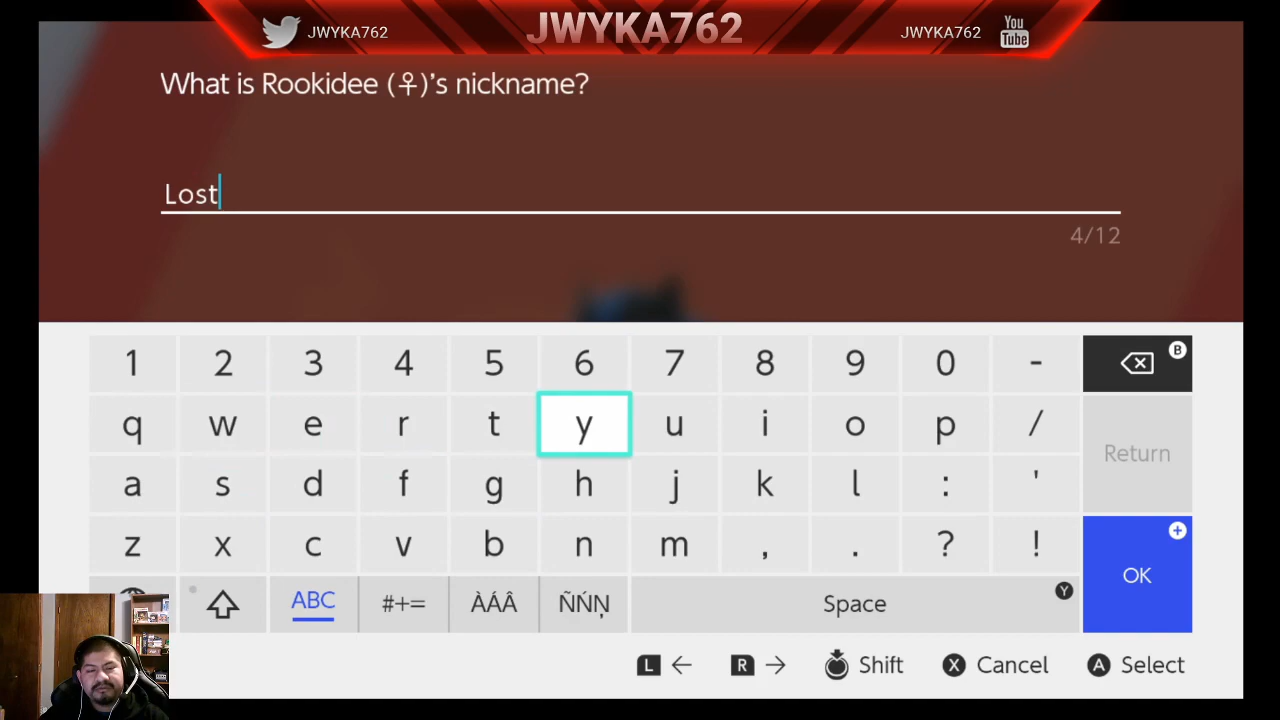 JWYKA762
JWYKA762
JWYKA762
You
Tube
What is Rookidee (♀)'s nickname?
Lost
4/12
1 2 3 4 5 6 7 8 9 0 - B
q w e r t y u i o p /
Return
a s d f g h j k l : '
z x c v b n m , . ? ! +
OK
ABC #+= ÀÁÂ ÑŃŅ Space Y
L ← R → Shift X Cancel A Select